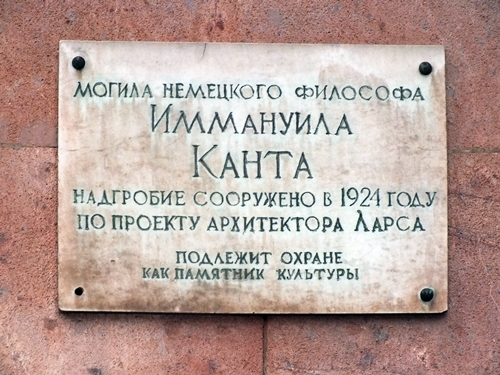 МОГИЛА НЕМЕЦКОГО ФИЛОСОФА
ИММАНУИЛА
КАНТА
НАДГРОБИЕ СООРУЖЕНО В 1924 ГОДУ
ПО ПРОЕКТУ АРХИТЕКТОРА ЛАРСА
ПОДЛЕЖИТ ОХРАНЕ
КАК ПАМЯТНИК КУЛЬТУРЫ